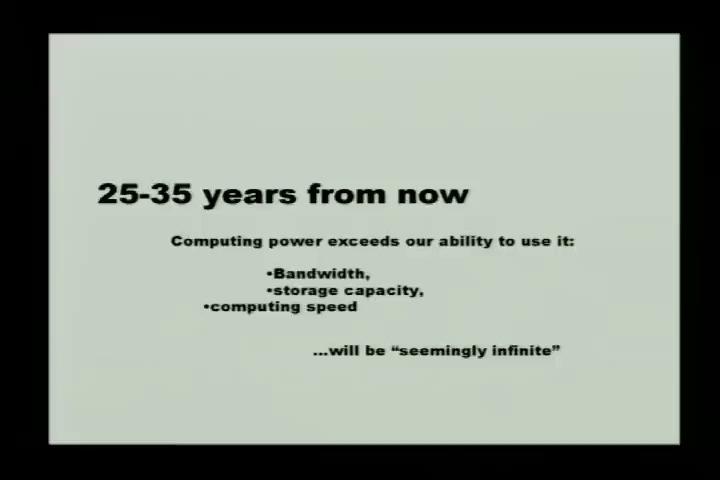 25-35 years from now
Computing power exceeds our ability to use it:
•Bandwidth,
•storage capacity,
•computing speed
...will be “seemingly infinite”